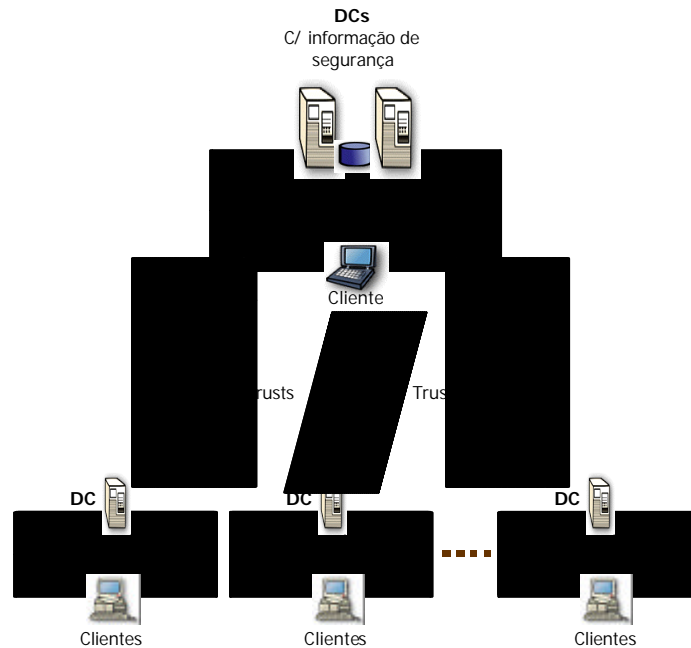 DCs
C/ informação de
segurança
Cliente
rusts
Trus
DC
DC
DC
Clientes
Clientes
Clientes